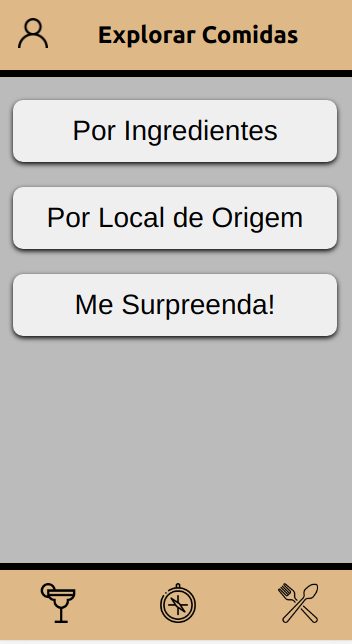 Explorar Comidas
Por Ingredientes
Por Local de Origem
Me Surpreenda!